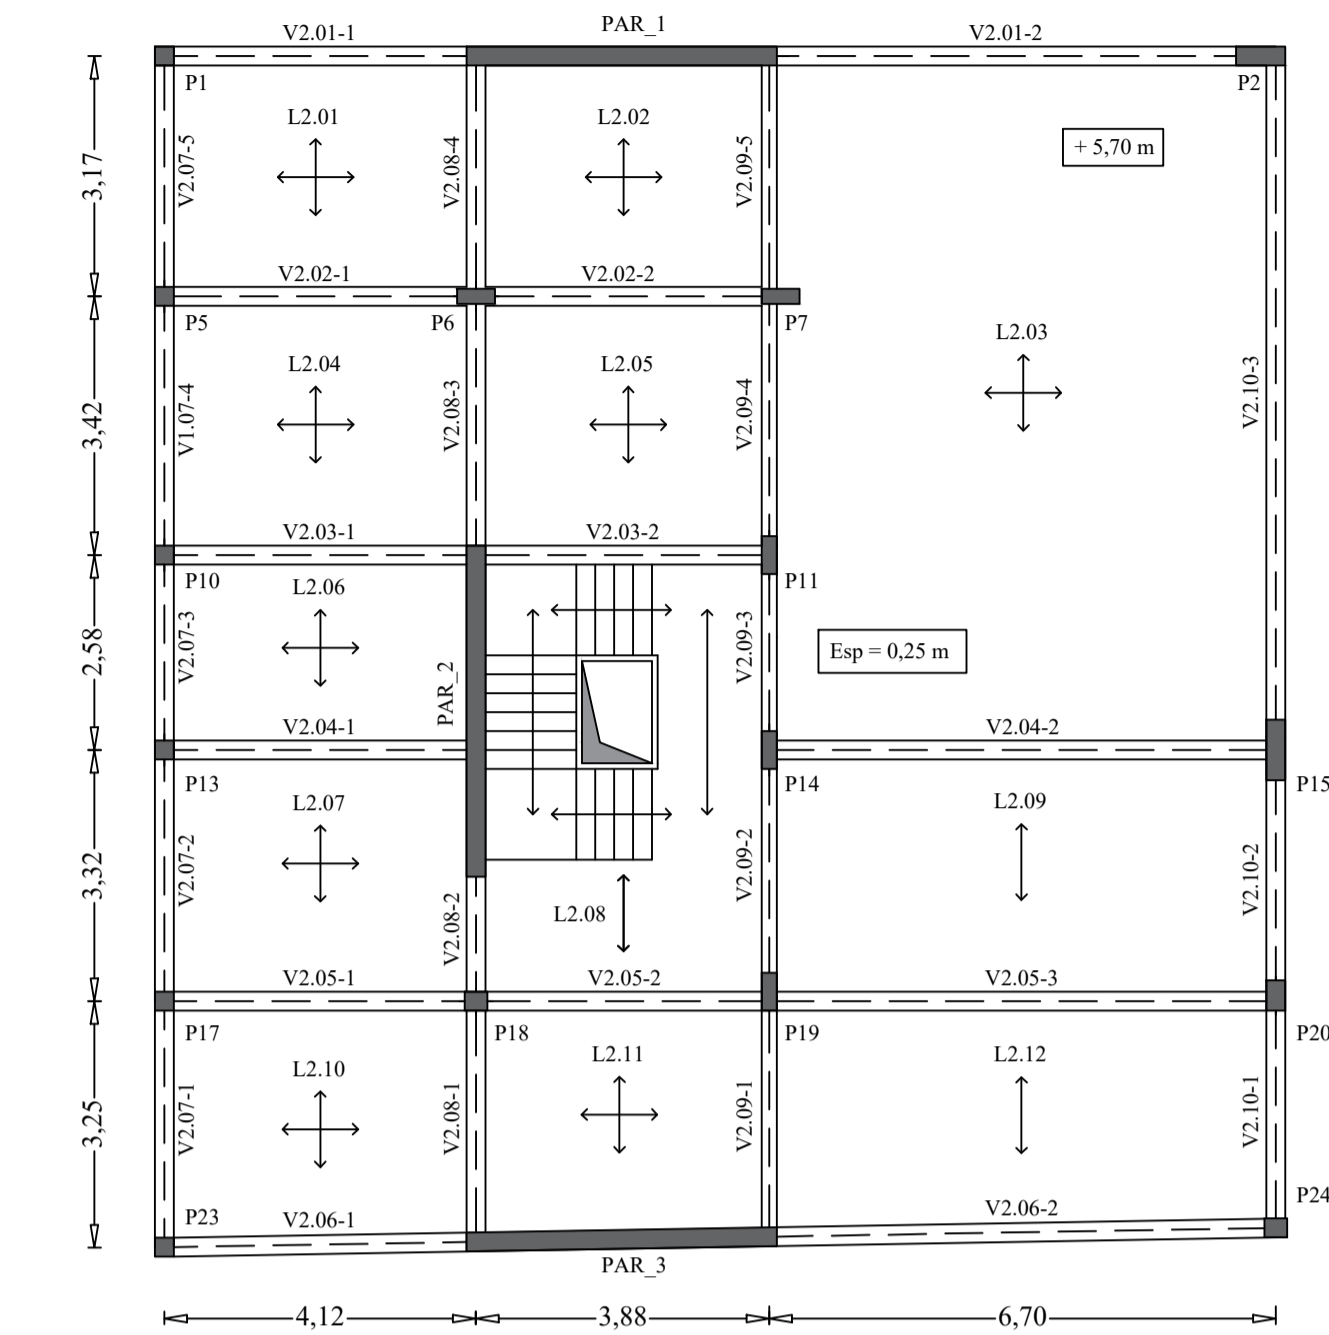 PAR_1
V2.01-1
V2.01-2
P1
P2
L2.01
L2.02
+ 5,70 m
3,17
V2.07-5
V2.08-4
V2.09-5
V2.02-1
V2.02-2
P5
P6
P7
L2.03
L2.04
L2.05
3,42
V1.07-4
V2.08-3
V2.09-4
V2.10-3
V2.03-1
V2.03-2
P10
P11
L2.06
2,58
V2.07-3
PAR_2
V2.09-3
Esp = 0,25 m
V2.04-1
V2.04-2
P13
P14
P15
L2.07
L2.09
3,32
V2.07-2
V2.08-2
V2.09-2
V2.10-2
L2.08
V2.05-1
V2.05-2
V2.05-3
P17
P18
P19
P20
L2.10
L2.11
L2.12
3,25
V2.07-1
V2.08-1
V2.09-1
V2.10-1
P23
P24
V2.06-1
V2.06-2
PAR_3
4,12
3,88
6,70